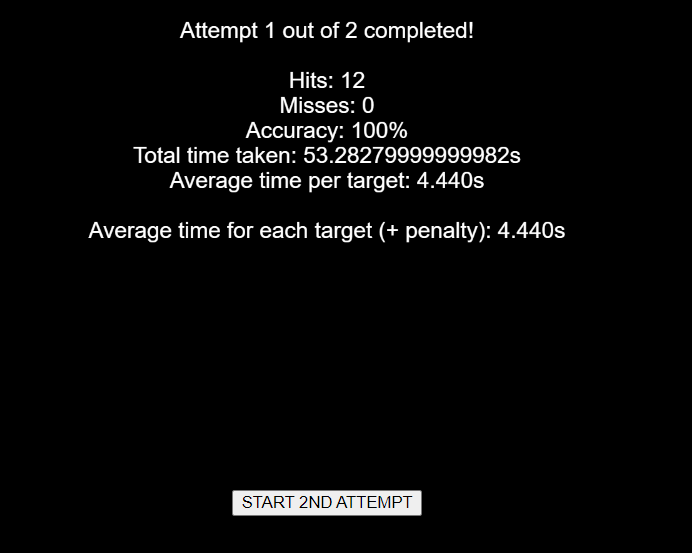 Attempt 1 out of 2 completed!
Hits: 12
Misses: 0
Accuracy: 100%
Total time taken: 53.28279999999982s
Average time per target: 4.440s
Average time for each target (+ penalty): 4.440s
START 2ND ATTEMPT